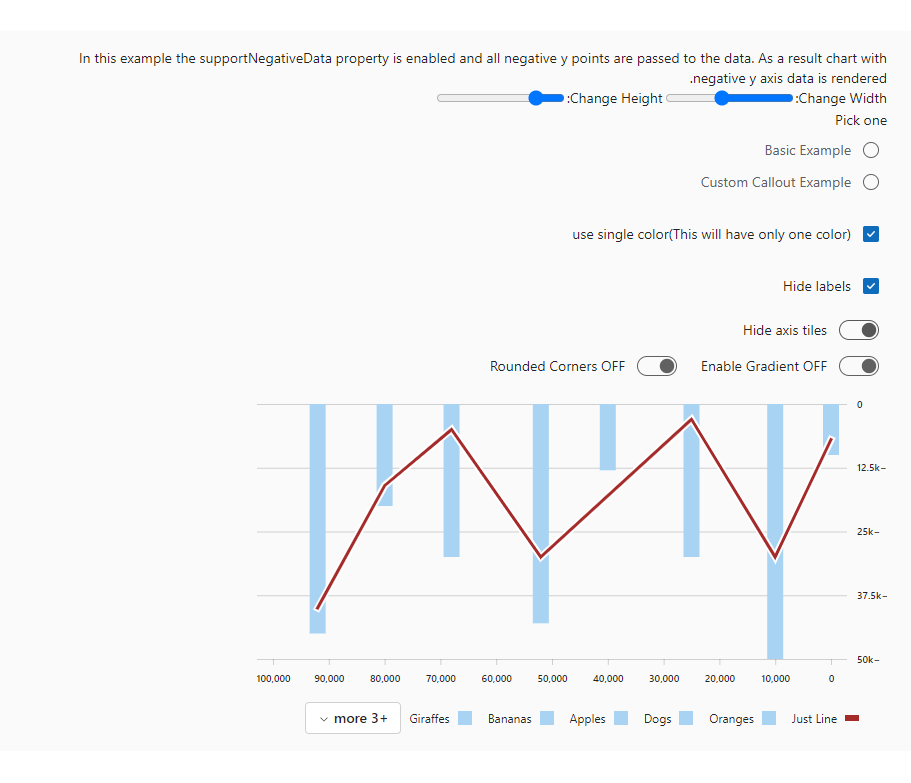 In this example the supportNegativeData property is enabled and all negative y points are passed to the data. As a result chart with
.negative y axis data is rendered
:Change Height :Change Width
Pick one
Basic Example
Custom Callout Example
use single color(This will have only one color)
Hide labels
Hide axis tiles
Rounded Corners OFF Enable Gradient OFF
0
12.5k-
25k-
37.5k-
50k-
100,000 90,000 80,000 70,000 60,000 50,000 40,000 30,000 20,000 10,000 0
more 3+ Giraffes Bananas Apples Dogs Oranges Just Line